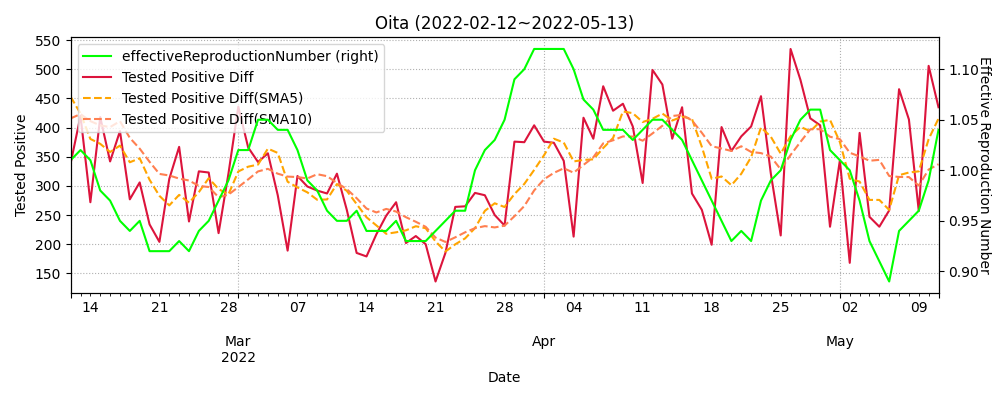 Oita (2022-02-12~2022-05-13)
effectiveReproductionNumber (right)
Tested Positive Diff
Tested Positive Diff(SMA5)
Tested Positive Diff(SMA10)
Tested Positive
550
500
450
400
350
300
250
200
150
1.10
1.05
1.00
0.95
0.90
Effective Reproduction Number
14 21 28 07 14 21 28 04 11 18 25 02 09
Mar Apr May
2022
Date